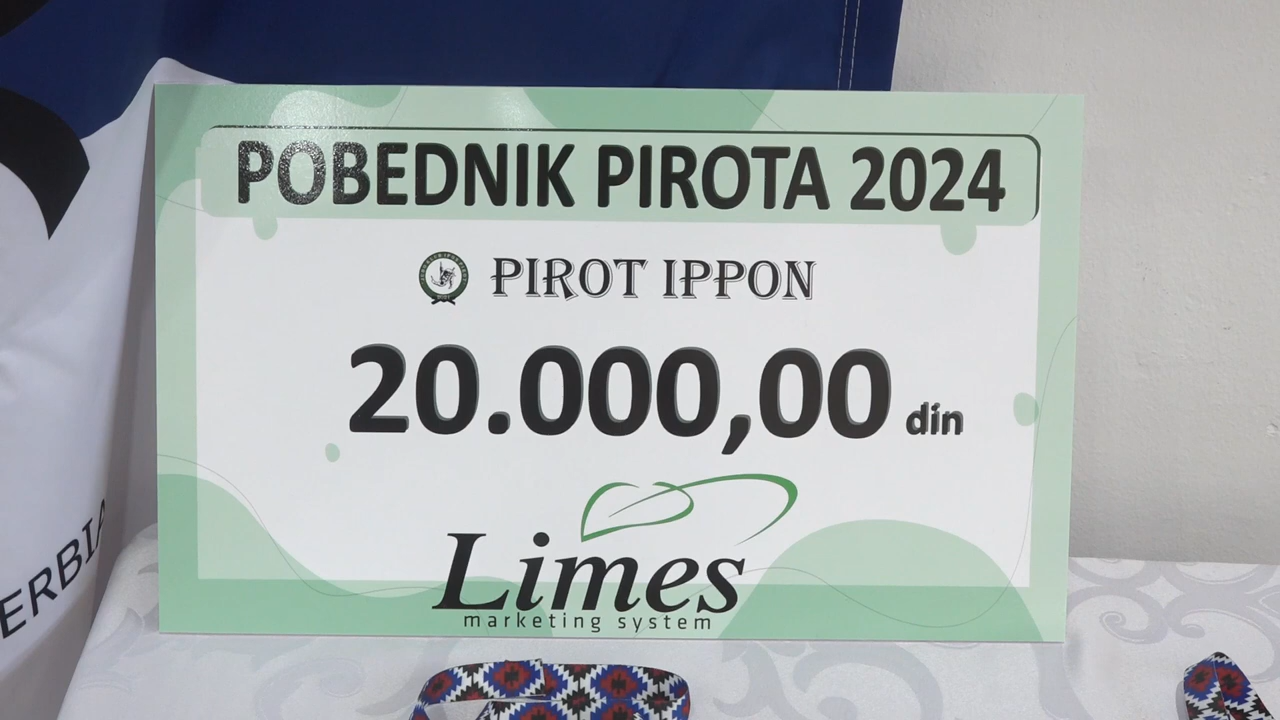 POBEDNIK PIROTA 2024
PIROT IPPON
20.000,00 din
Limes
marketing system
ERBIA